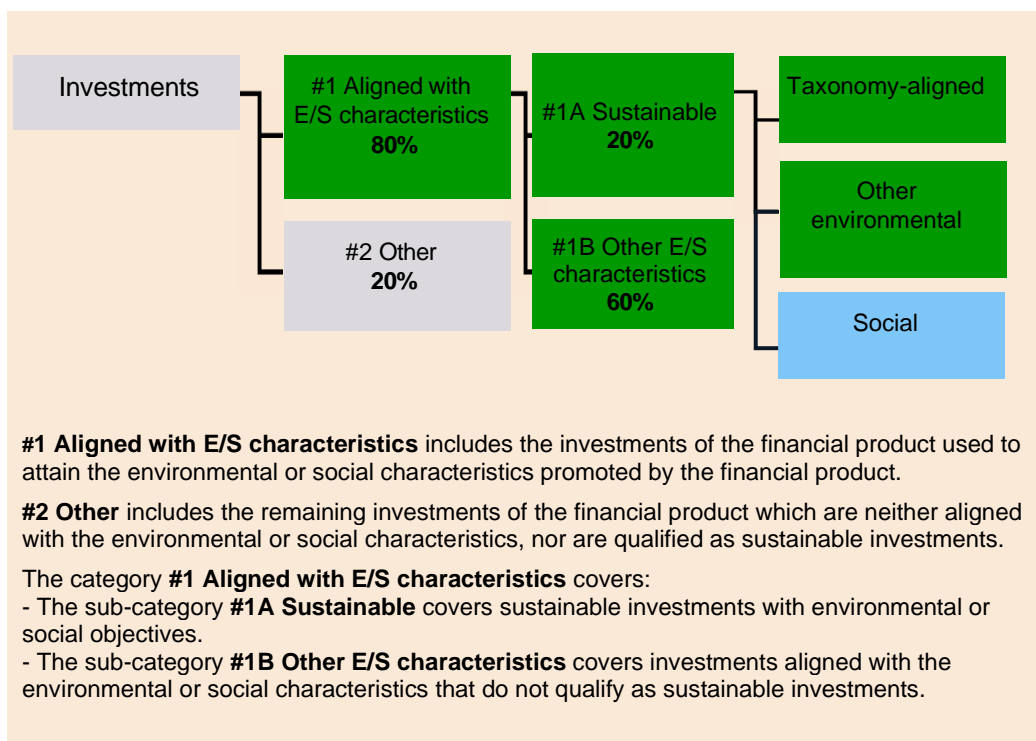 Investments
#1 Aligned with
E/S characteristics
80%
#2 Other
20%
#1A Sustainable
20%
#1B Other E/S
characteristics
60%
Taxonomy-aligned
Other
environmental
Social
#1 Aligned with E/S characteristics includes the investments of the financial product used to
attain the environmental or social characteristics promoted by the financial product.
#2 Other includes the remaining investments of the financial product which are neither aligned
with the environmental or social characteristics, nor are qualified as sustainable investments.
The category #1 Aligned with E/S characteristics covers:
- The sub-category #1A Sustainable covers sustainable investments with environmental or
social objectives.
- The sub-category #1B Other E/S characteristics covers investments aligned with the
environmental or social characteristics that do not qualify as sustainable investments.